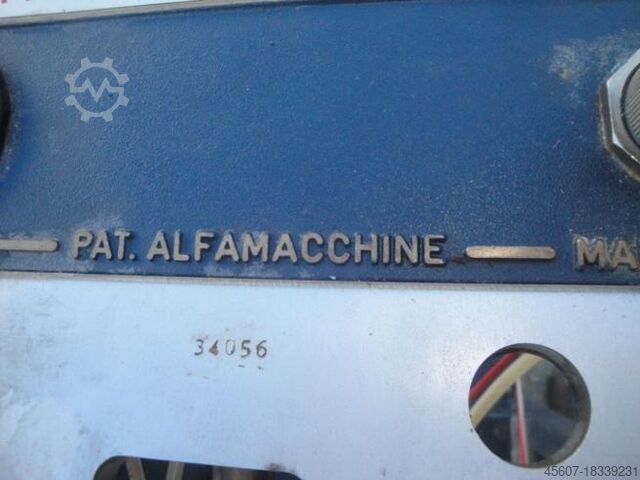 — PAT. ALFAMACCHINE — MA
34056
45607-18339231